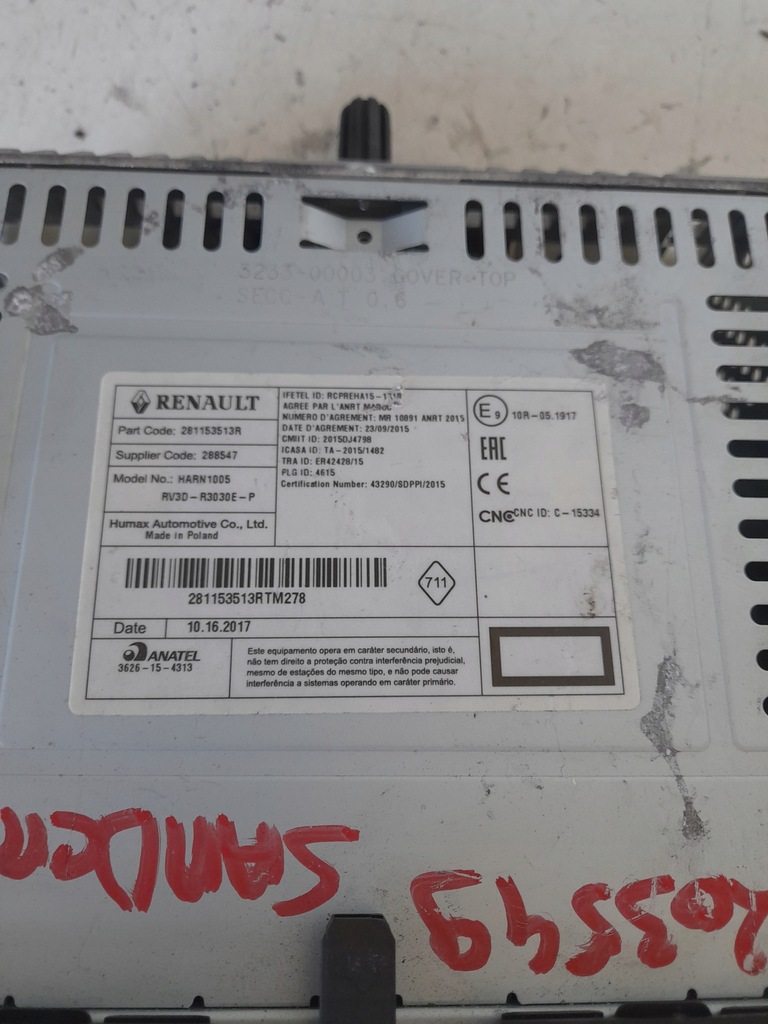 3233-00003 COVER-TOP
SECC-A T 0.6
RENAULT
Part Code: 281153513R
Supplier Code: 288547
Model No.: HARN1005
RV3D-R3030E-P
Humax Automotive Co., Ltd.
Made in Poland
IFETEL ID: RCPREHA15-
AGREE PAR L'ANRT MAROC
NUMERO D'AGREMENT: MR 10891 ANRT 2015
DATE D'AGREMENT: 23/09/2015
CMIIT ID: 2015DJ4798
ICASA ID: TA-2015/1482
TRA ID: ER42428/15
PLG ID: 4615
Certification Number: 43290/SDPPI/2015
E9 10R-05.1917
EAC
CE
CNC CNC ID: C-15334
281153513RTM278
711
Date 10.16.2017
ANATEL
3626-15-4313
Este equipamento opera em caráter secundário, isto é,
não tem direito a proteção contra interferência prejudicial,
mesmo de estações do mesmo tipo, e não pode causar
interferência a sistemas operando em caráter primário.